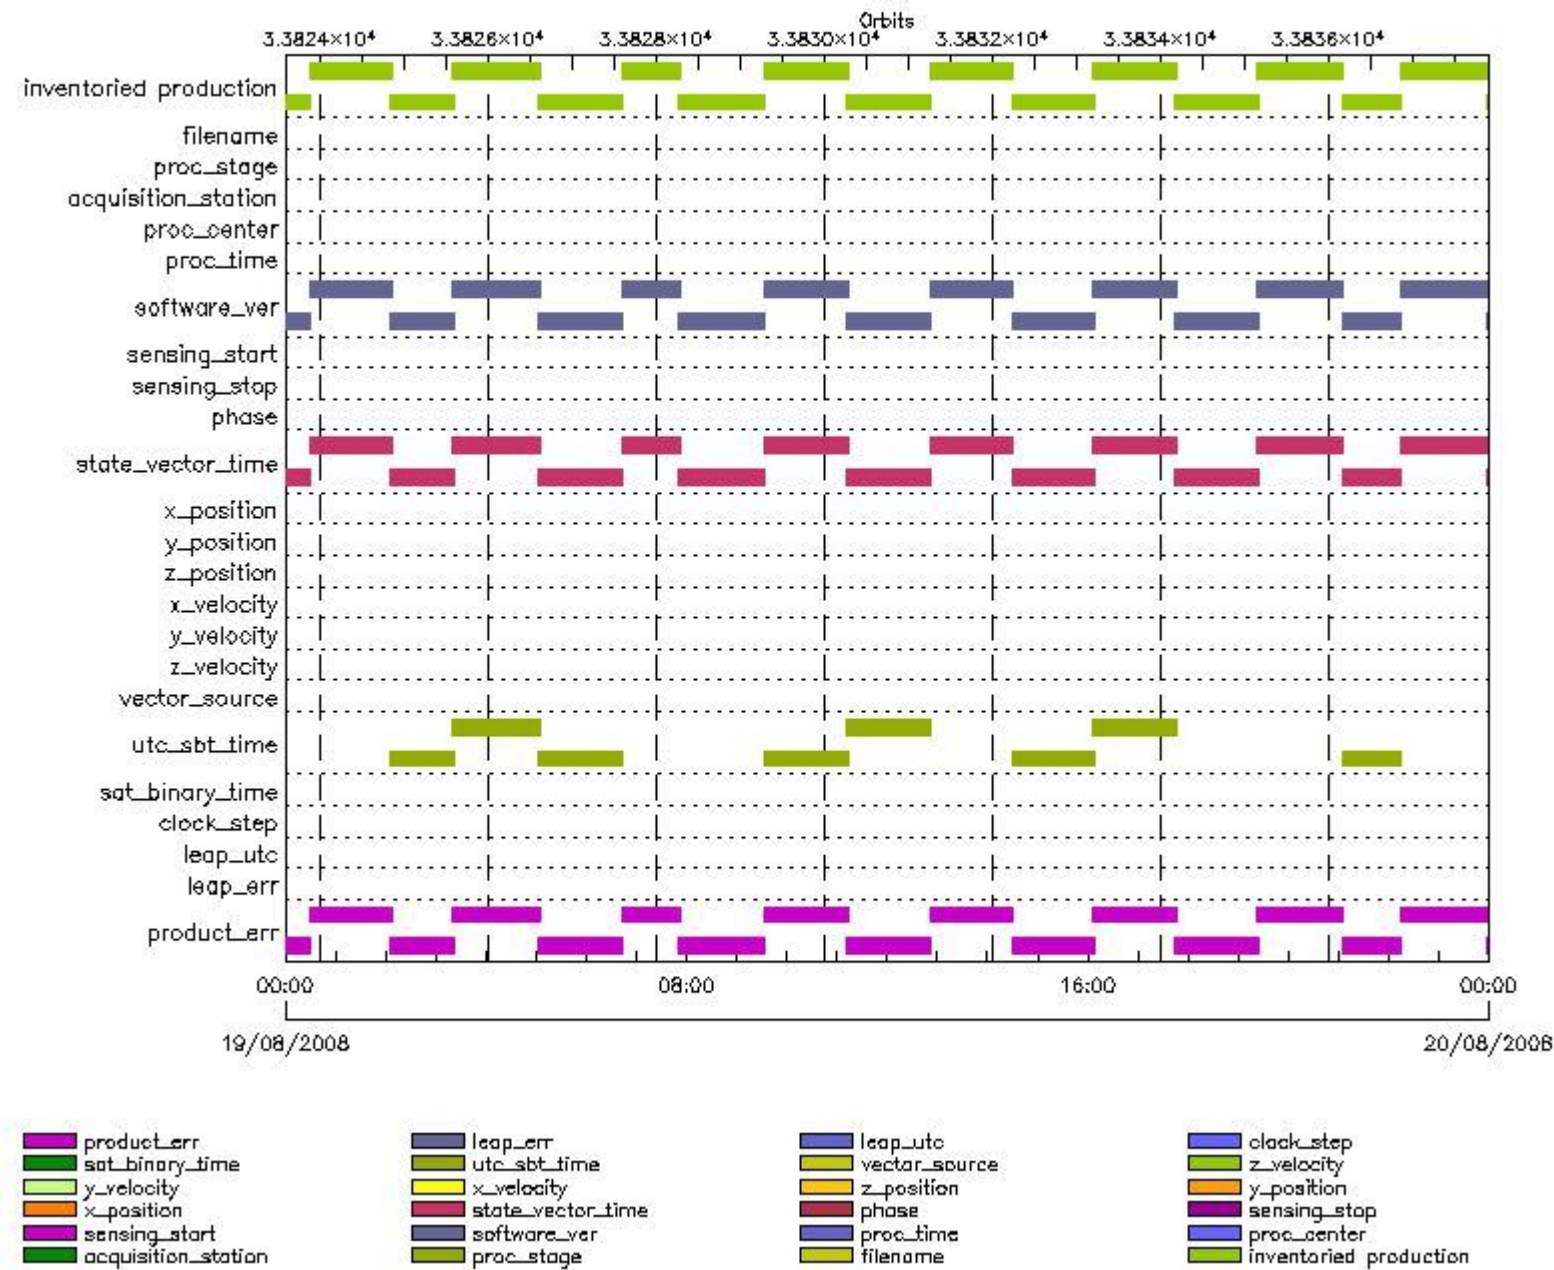 Orbits
3.3824×10⁴ 3.3826×10⁴ 3.3828×10⁴ 3.3830×10⁴ 3.3832×10⁴ 3.3834×10⁴ 3.3836×10⁴
inventoried production
filename
proc_stage
acquisition_station
proc_center
proc_time
software_ver
sensing_start
sensing_stop
phase
state_vector_time
x_position
y_position
z_position
x_velocity
y_velocity
z_velocity
vector_source
utc_sbt_time
sat_binary_time
clock_step
leap_utc
leap_err
product_err
00:00 08:00 16:00 00:00
19/08/2008 20/08/2008
product_err leap_err leap_utc clock_step
sat_binary_time utc_sbt_time vector_source z_velocity
y_velocity x_velocity z_position y_position
x_position state_vector_time phase sensing_stop
sensing_start software_ver proc_time proc_center
acquisition_station proc_stage filename inventoried production